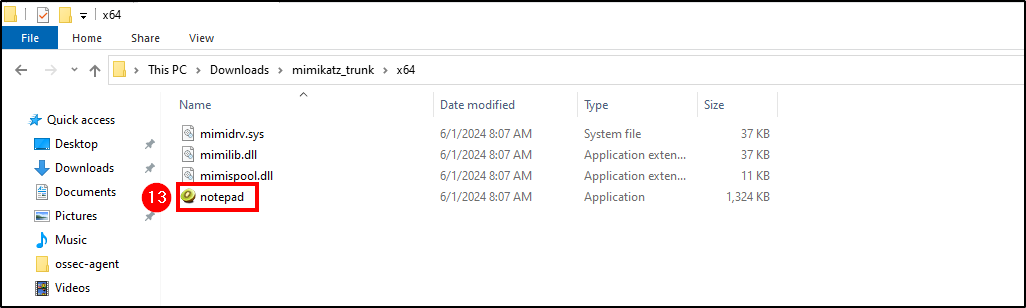 x64
File Home Share View
This PC Downloads mimikatz_trunk x64
Name Date modified Type Size
Quick access
Desktop
Downloads
Documents
Pictures
Music
ossec-agent
Videos
mimidrv.sys 6/1/2024 8:07 AM System file 37 KB
mimilib.dll 6/1/2024 8:07 AM Application exten... 37 KB
mimispool.dll 6/1/2024 8:07 AM Application exten... 11 KB
13 notepad 6/1/2024 8:07 AM Application 1,324 KB